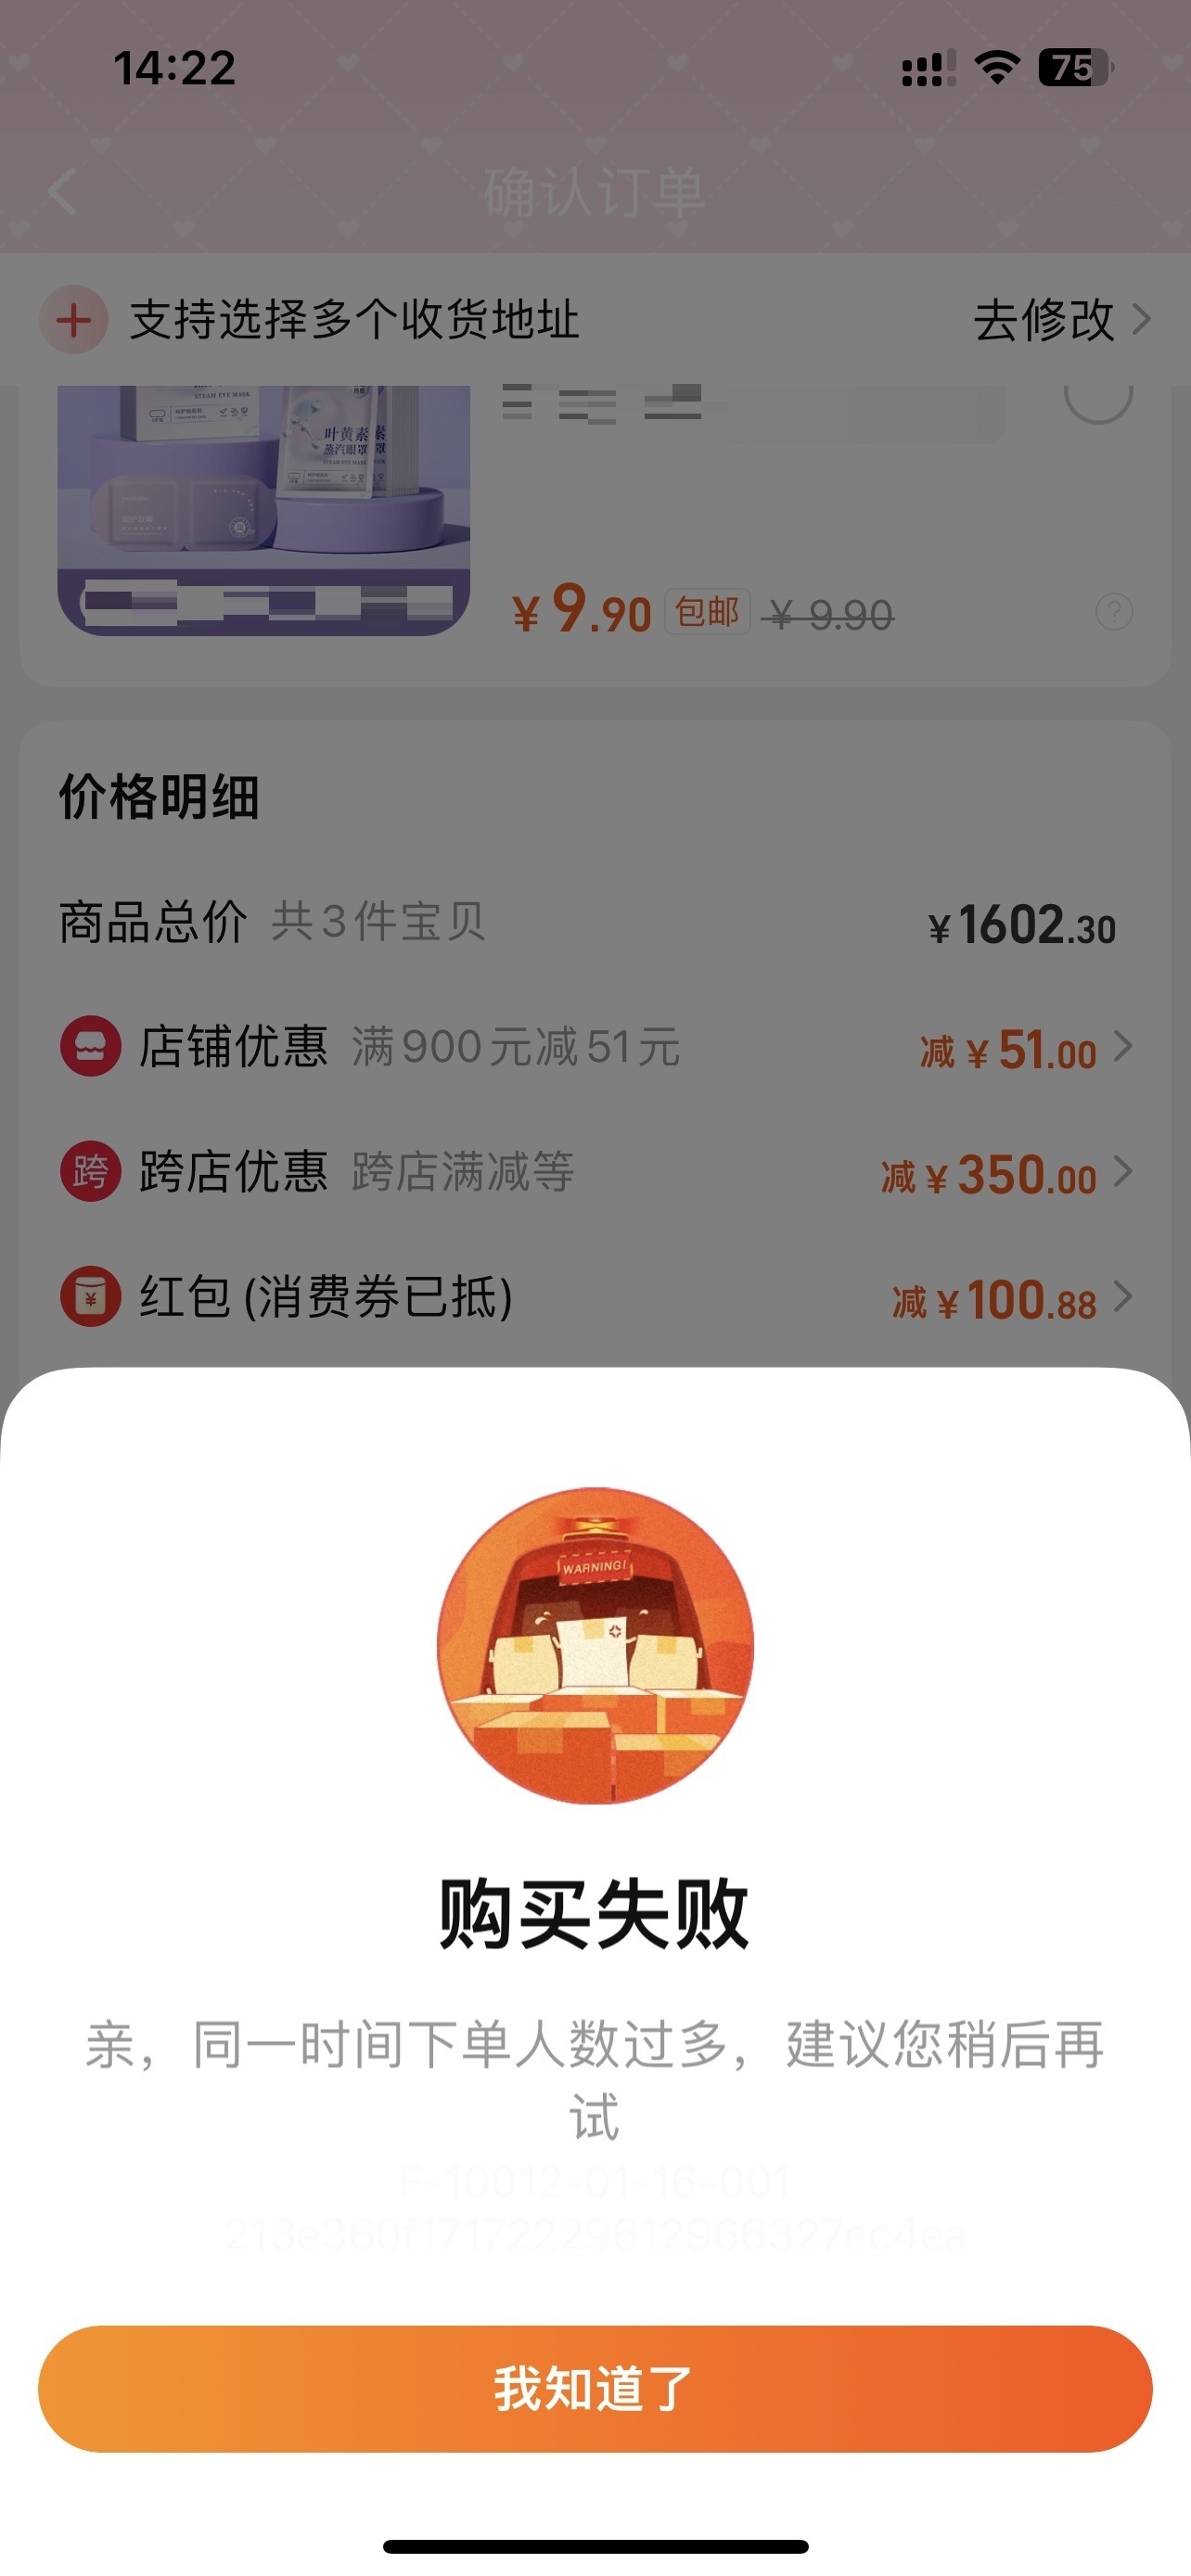 14:22
75
确认订单
支持选择多个收货地址
去修改
STEAM EYE MASK
叶黄素
蒸汽眼罩
STEAM EYE MASK
¥9.90 包邮 ¥9.90
价格明细
商品总价 共3件宝贝 ¥1602.30
店铺优惠 满900元减51元 减¥51.00
跨 跨店优惠 跨店满减等 减¥350.00
红包(消费券已抵) 减¥100.88
WARNING!
购买失败
亲，同一时间下单人数过多，建议您稍后再
试
F-10012-01-16-001
213e360f17172229612966327ec4ea
我知道了